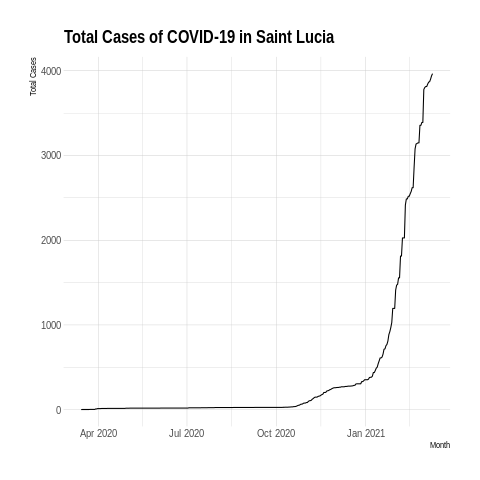 Total Cases of COVID-19 in Saint Lucia
Total Cases
4000
3000
2000
1000
0
Apr 2020
Jul 2020
Oct 2020
Jan 2021
Month